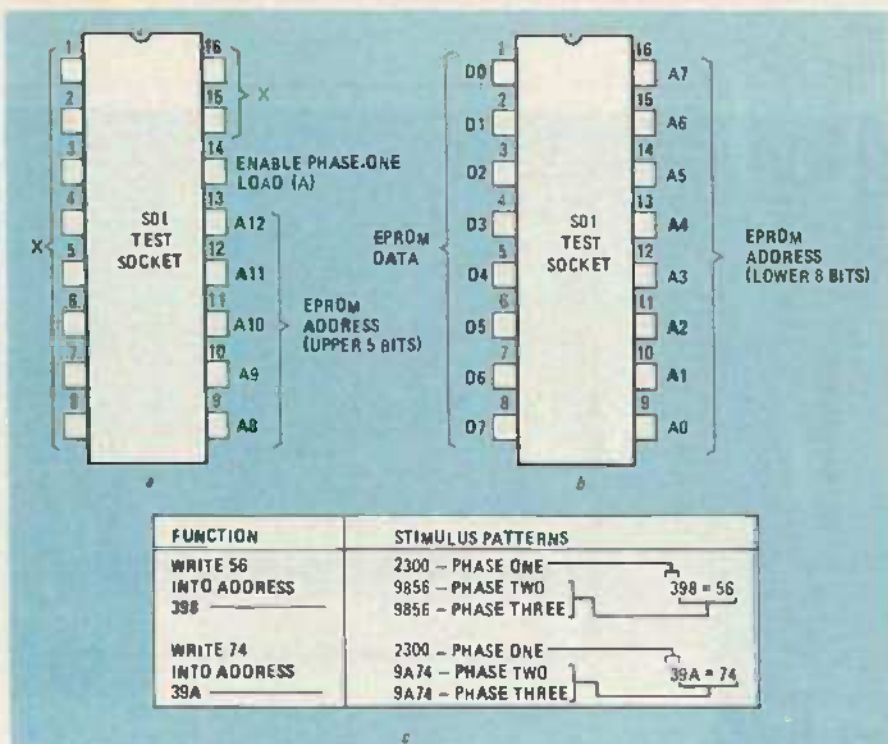 1 16
2 15
X
3 14
ENABLE PHASE-ONE
LOAD (A)
4 13
A12
X
SO1
TEST
SOCKET
5 12
A11
6 11
A10
EPROM
ADDRESS
(UPPER 5 BITS)
7 10
A9
8 9
A8
a
1 16
D0 A7
2 15
D1 A6
3 14
D2 A5
4 13
D3 A4
EPROM
DATA
SO1
TEST
SOCKET
EPROM
ADDRESS
(LOWER 8 BITS)
5 12
D4 A3
6 11
D5 A2
7 10
D6 A1
8 9
D7 A0
b
FUNCTION STIMULUS PATTERNS
WRITE 56 2300 – PHASE ONE
INTO ADDRESS 9856 – PHASE TWO 398 = 56
398 9856 – PHASE THREE
WRITE 74 2300 – PHASE ONE
INTO ADDRESS 9A74 – PHASE TWO 39A = 74
39A 9A74 – PHASE THREE
c